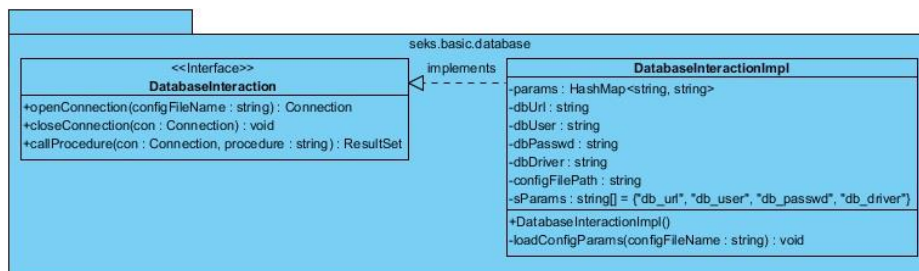 seks.basic.database
<<Interface>>
DatabaseInteraction
+openConnection(configFileName : string) : Connection
+closeConnection(con : Connection) : void
+callProcedure(con : Connection, procedure : string) : ResultSet
implements
DatabaseInteractionImpl
-params : HashMap<string, string>
-dbUrl : string
-dbUser : string
-dbPasswd : string
-dbDriver : string
-configFilePath : string
-sParams : string[] = {"db_url", "db_user", "db_passwd", "db_driver"}
+DatabaseInteractionImpl()
-loadConfigParams(configFileName : string) : void